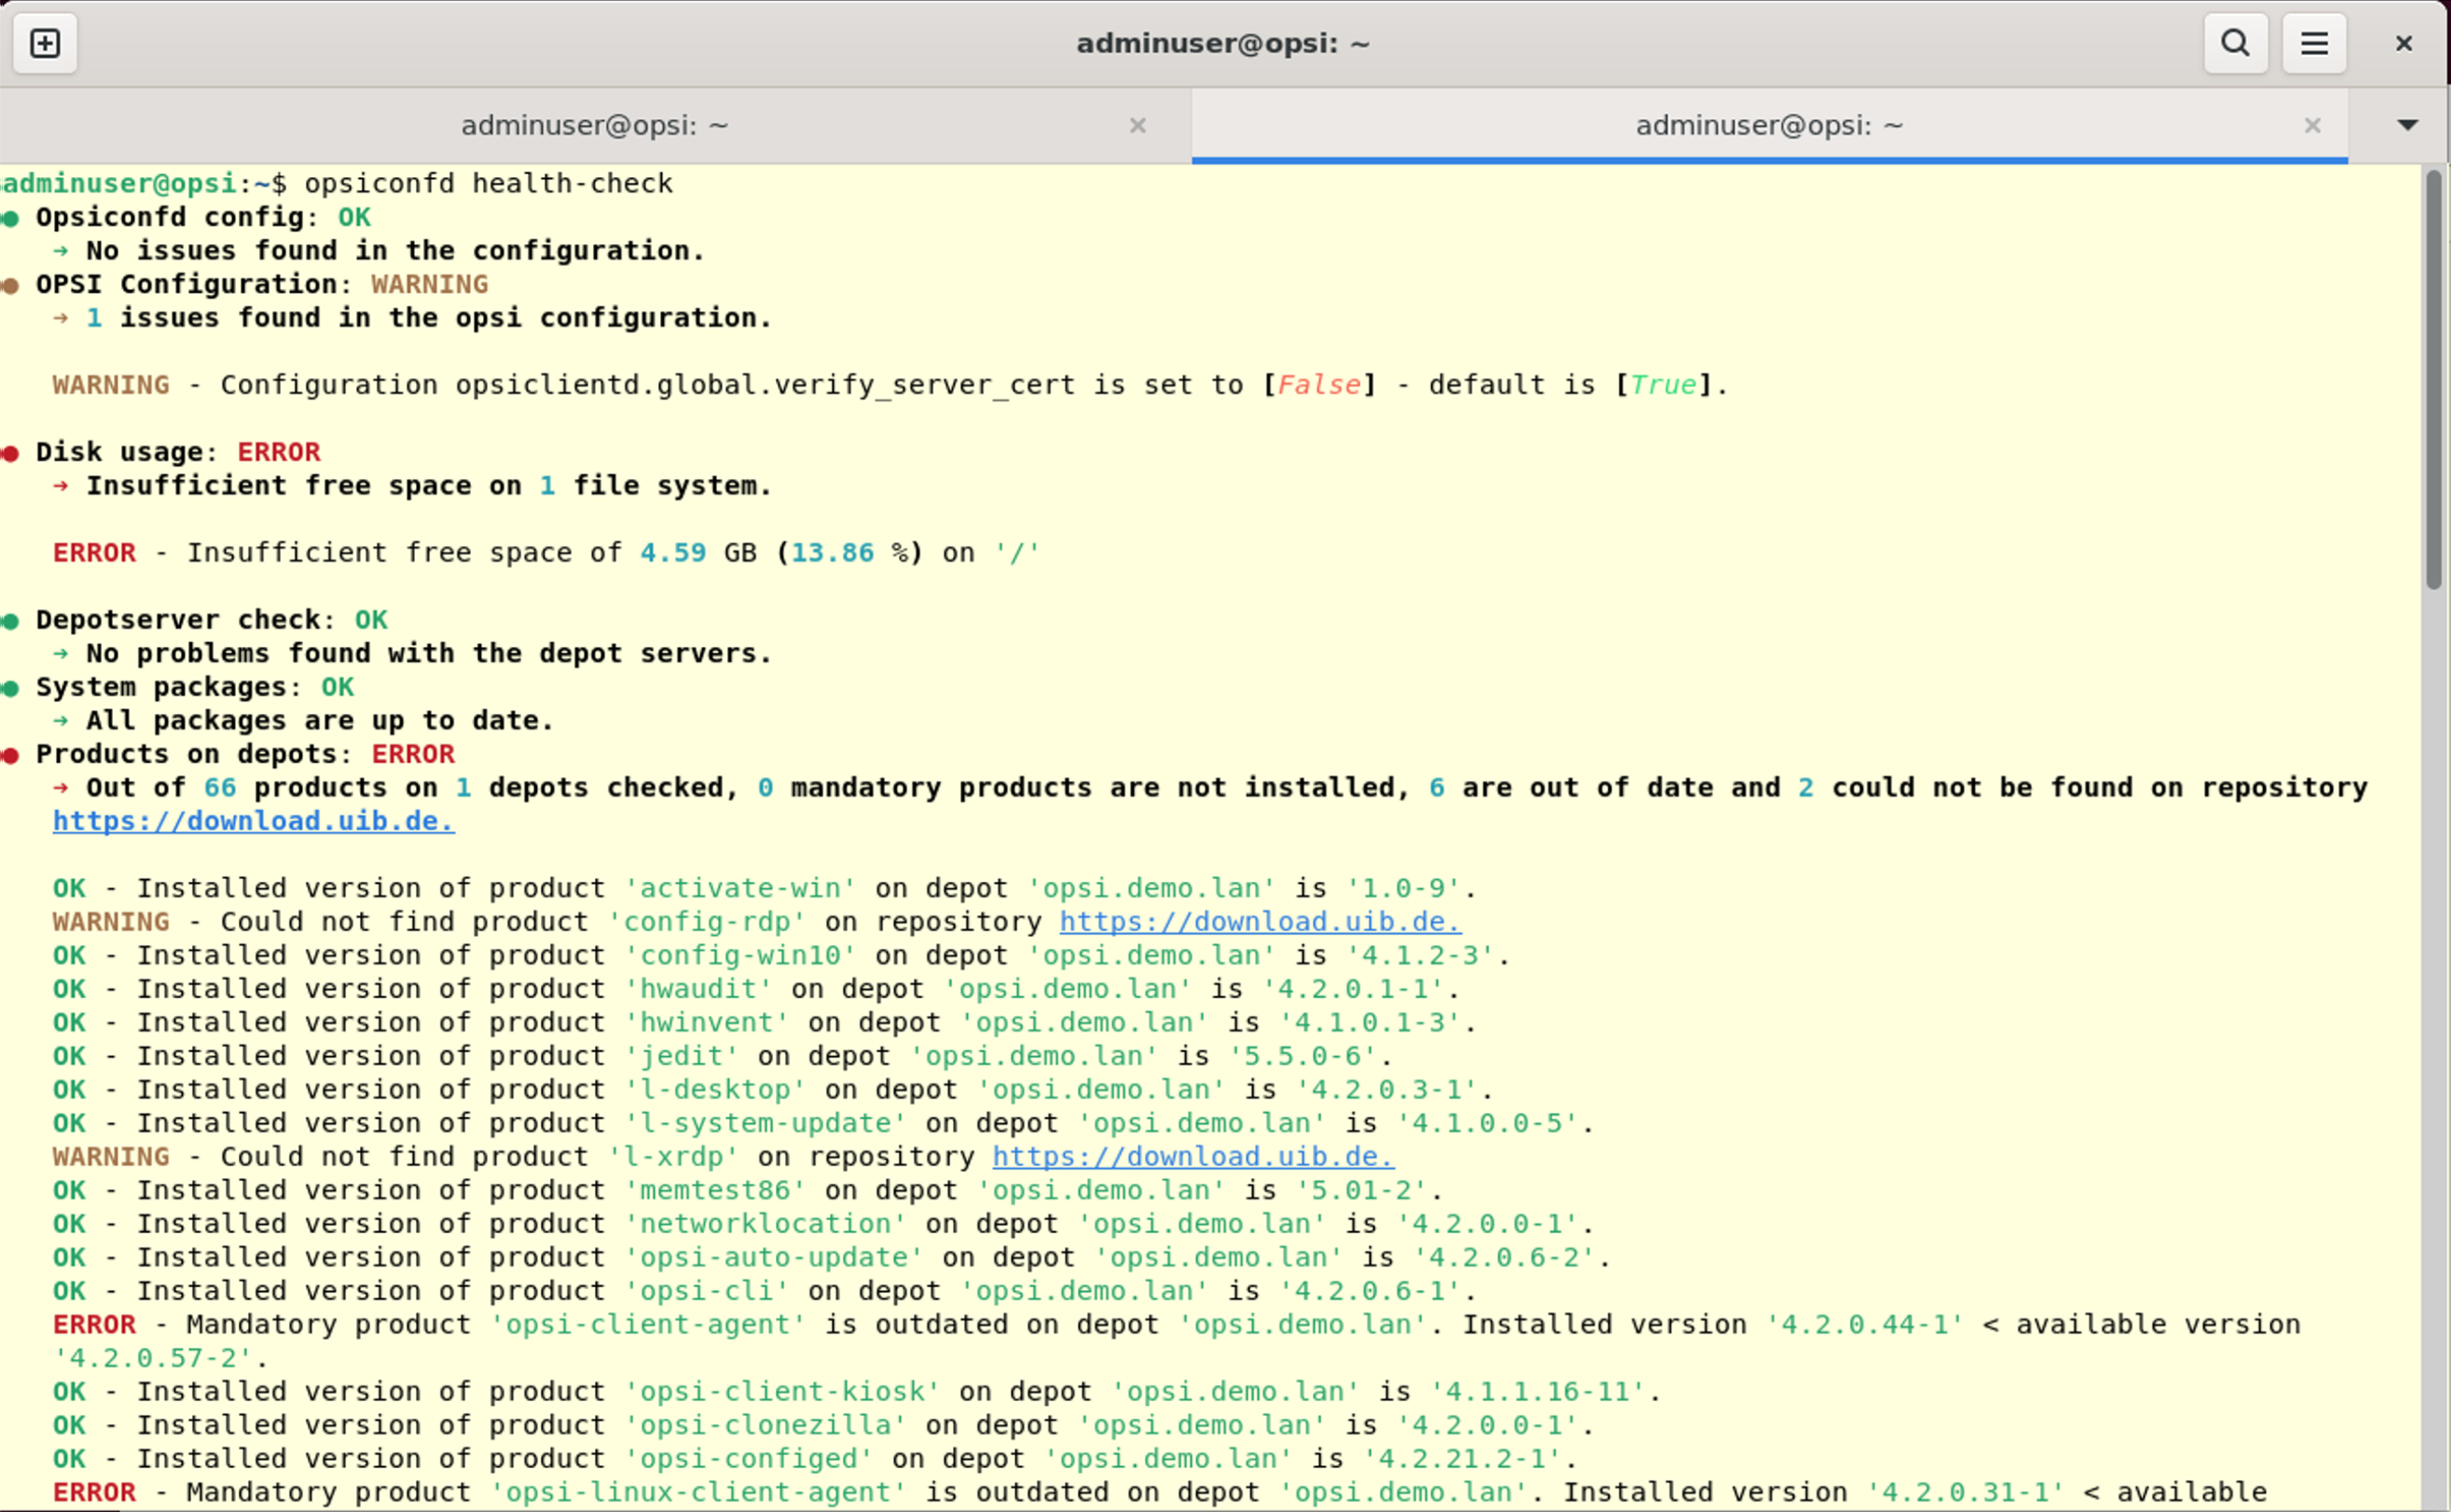 adminuser@opsi: ~
adminuser@opsi: ~
adminuser@opsi: ~
adminuser@opsi:~$ opsiconfd health-check
● Opsiconfd config: OK
➔ No issues found in the configuration.
● OPSI Configuration: WARNING
➔ 1 issues found in the opsi configuration.
WARNING - Configuration opsiclientd.global.verify_server_cert is set to [False] - default is [True].
● Disk usage: ERROR
➔ Insufficient free space on 1 file system.
ERROR - Insufficient free space of 4.59 GB (13.86 %) on '/'
● Depotserver check: OK
➔ No problems found with the depot servers.
● System packages: OK
➔ All packages are up to date.
● Products on depots: ERROR
➔ Out of 66 products on 1 depots checked, 0 mandatory products are not installed, 6 are out of date and 2 could not be found on repository
https://download.uib.de.
OK - Installed version of product 'activate-win' on depot 'opsi.demo.lan' is '1.0-9'.
WARNING - Could not find product 'config-rdp' on repository https://download.uib.de.
OK - Installed version of product 'config-win10' on depot 'opsi.demo.lan' is '4.1.2-3'.
OK - Installed version of product 'hwaudit' on depot 'opsi.demo.lan' is '4.2.0.1-1'.
OK - Installed version of product 'hwinvent' on depot 'opsi.demo.lan' is '4.1.0.1-3'.
OK - Installed version of product 'jedit' on depot 'opsi.demo.lan' is '5.5.0-6'.
OK - Installed version of product 'l-desktop' on depot 'opsi.demo.lan' is '4.2.0.3-1'.
OK - Installed version of product 'l-system-update' on depot 'opsi.demo.lan' is '4.1.0.0-5'.
WARNING - Could not find product 'l-xrdp' on repository https://download.uib.de.
OK - Installed version of product 'memtest86' on depot 'opsi.demo.lan' is '5.01-2'.
OK - Installed version of product 'networklocation' on depot 'opsi.demo.lan' is '4.2.0.0-1'.
OK - Installed version of product 'opsi-auto-update' on depot 'opsi.demo.lan' is '4.2.0.6-2'.
OK - Installed version of product 'opsi-cli' on depot 'opsi.demo.lan' is '4.2.0.6-1'.
ERROR - Mandatory product 'opsi-client-agent' is outdated on depot 'opsi.demo.lan'. Installed version '4.2.0.44-1' < available version
'4.2.0.57-2'.
OK - Installed version of product 'opsi-client-kiosk' on depot 'opsi.demo.lan' is '4.1.1.16-11'.
OK - Installed version of product 'opsi-clonezilla' on depot 'opsi.demo.lan' is '4.2.0.0-1'.
OK - Installed version of product 'opsi-configed' on depot 'opsi.demo.lan' is '4.2.21.2-1'.
ERROR - Mandatory product 'opsi-linux-client-agent' is outdated on depot 'opsi.demo.lan'. Installed version '4.2.0.31-1' < available